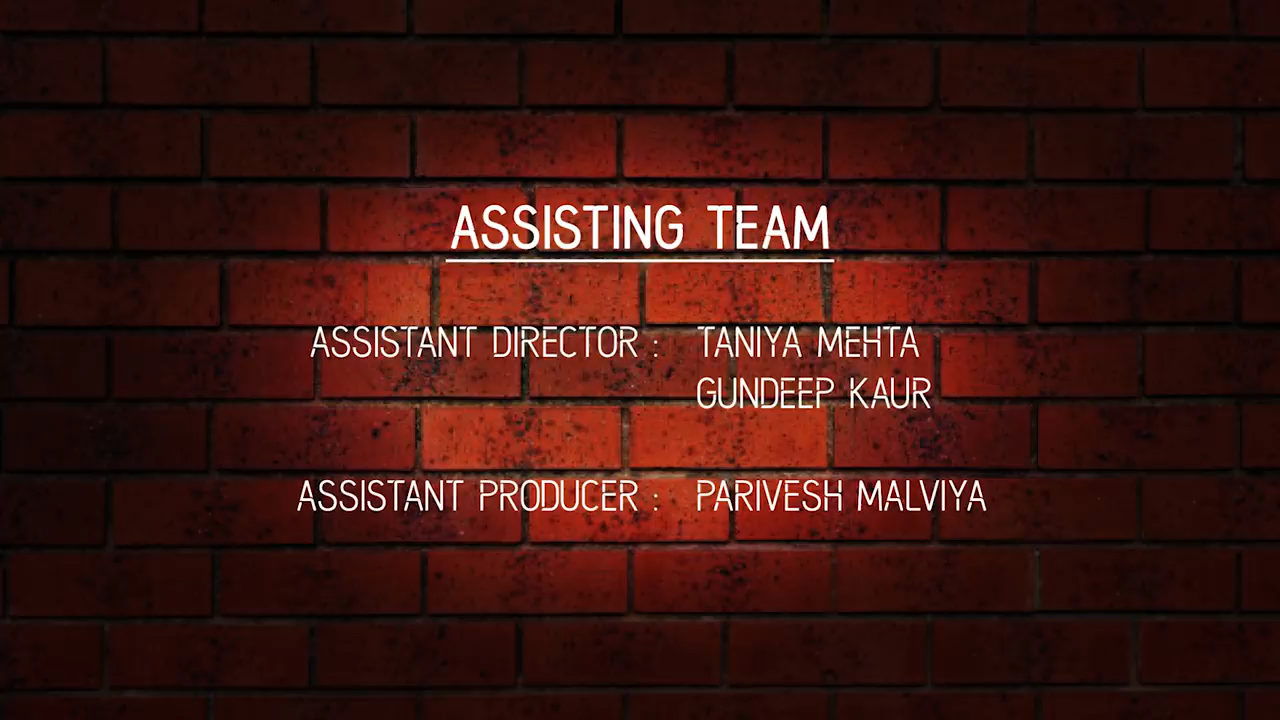 ASSISTING TEAM
ASSISTANT DIRECTOR : TANIYA MEHTA
GUNDEEP KAUR
ASSISTANT PRODUCER : PARIVESH MALVIYA